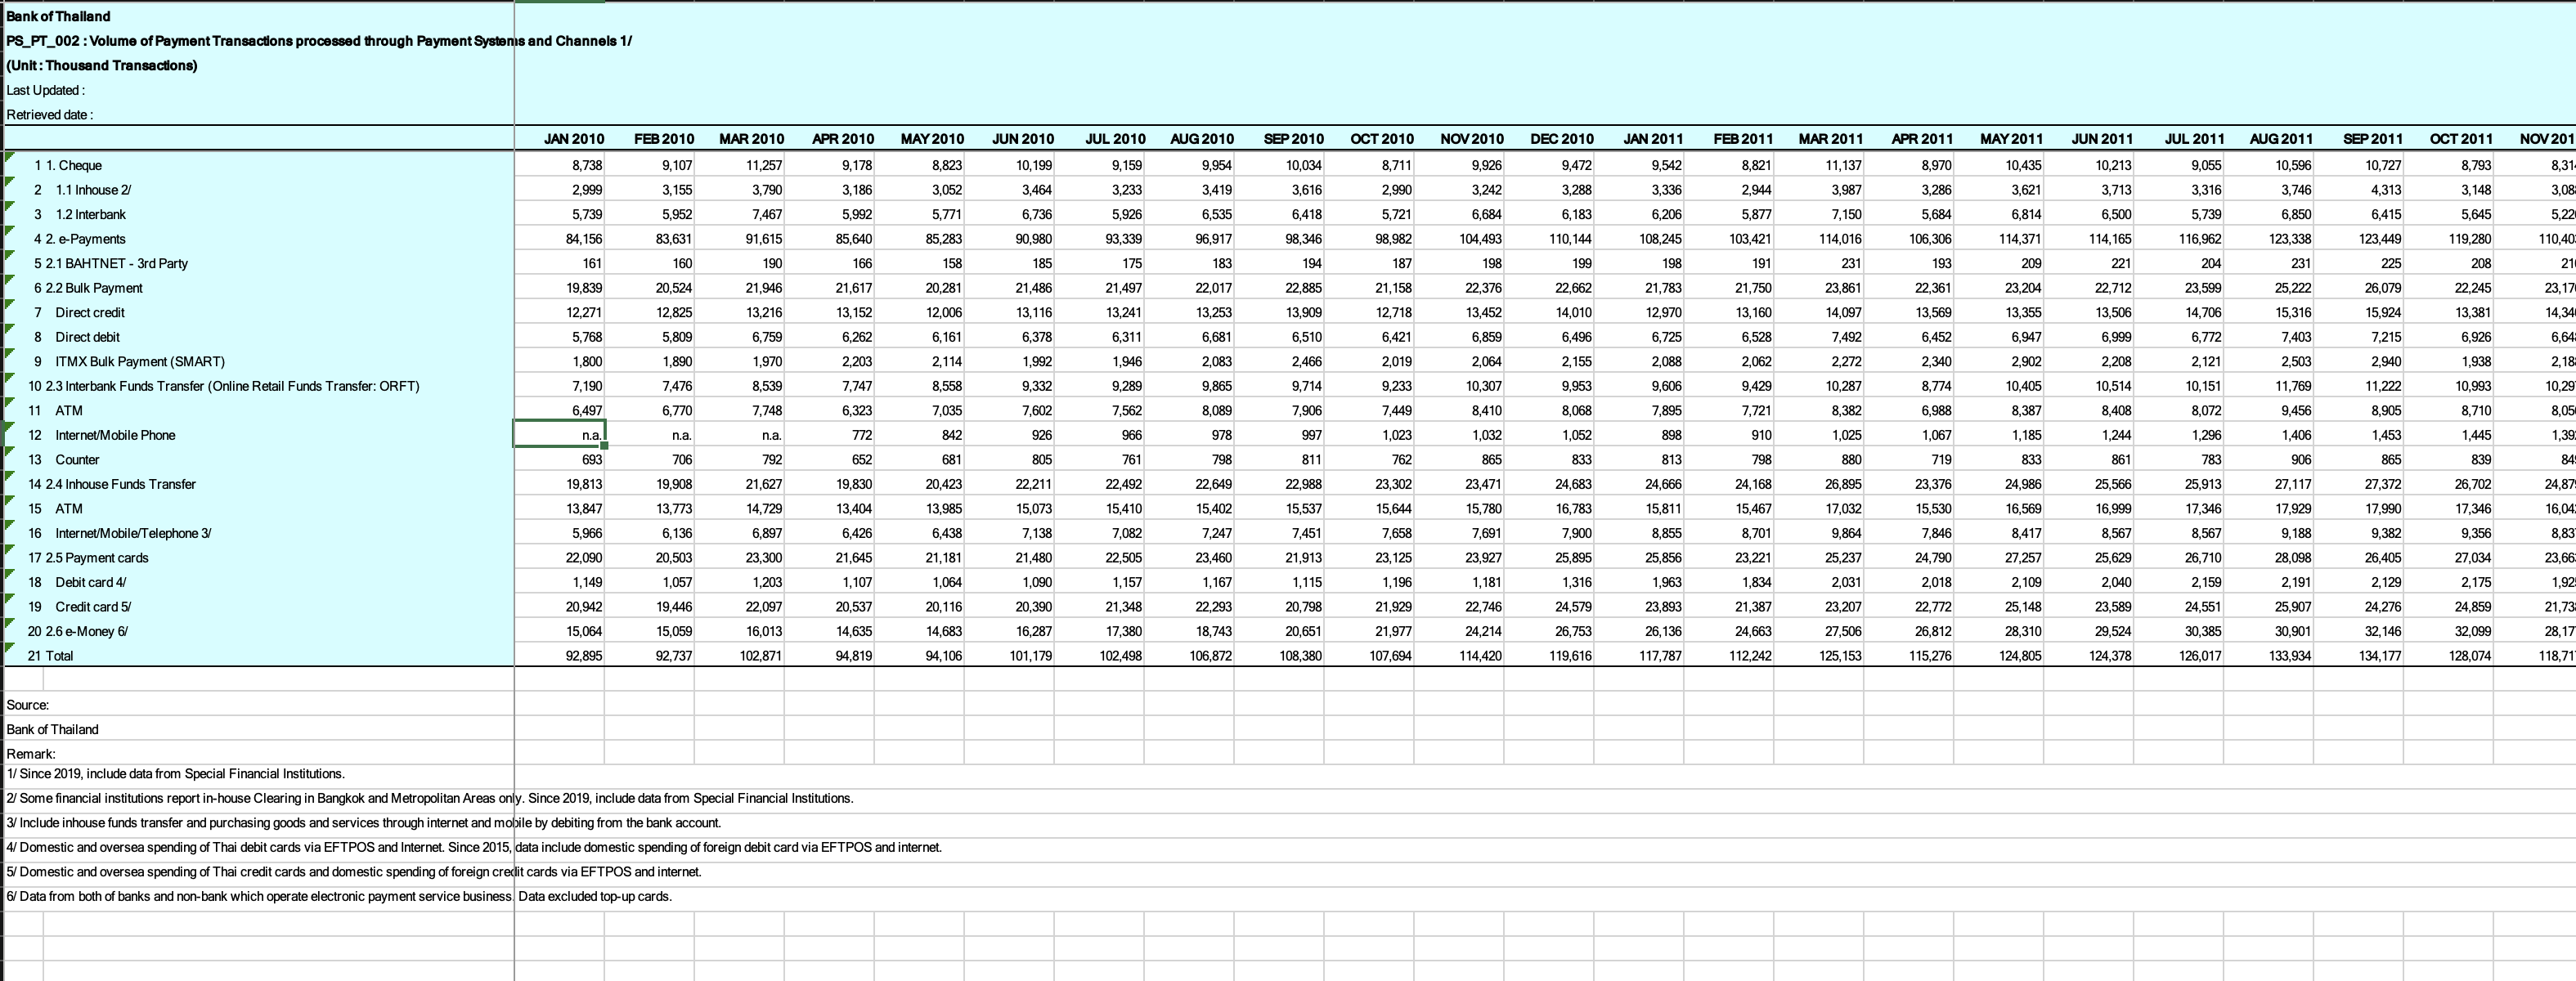 Bank of Thailand
PS_PT_002 : Volume of Payment Transactions processed through Payment Systems and Channels 1/
(Unit : Thousand Transactions)
Last Updated :
Retrieved date :
JAN 2010 FEB 2010 MAR 2010 APR 2010 MAY 2010 JUN 2010 JUL 2010 AUG 2010 SEP 2010 OCT 2010 NOV 2010 DEC 2010 JAN 2011 FEB 2011 MAR 2011 APR 2011 MAY 2011 JUN 2011 JUL 2011 AUG 2011 SEP 2011 OCT 2011 NOV 201
1 1. Cheque 8,738 9,107 11,257 9,178 8,823 10,199 9,159 9,954 10,034 8,711 9,926 9,472 9,542 8,821 11,137 8,970 10,435 10,213 9,055 10,596 10,727 8,793 8,31
2 1.1 Inhouse 2/ 2,999 3,155 3,790 3,186 3,052 3,464 3,233 3,419 3,616 2,990 3,242 3,288 3,336 2,944 3,987 3,286 3,621 3,713 3,316 3,746 4,313 3,148 3,08
3 1.2 Interbank 5,739 5,952 7,467 5,992 5,771 6,736 5,926 6,535 6,418 5,721 6,684 6,183 6,206 5,877 7,150 5,684 6,814 6,500 5,739 6,850 6,415 5,645 5,22
4 2. e-Payments 84,156 83,631 91,615 85,640 85,283 90,980 93,339 96,917 98,346 98,982 104,493 110,144 108,245 103,421 114,016 106,306 114,371 114,165 116,962 123,338 123,449 119,280 110,40
5 2.1 BAHTNET - 3rd Party 161 160 190 166 158 185 175 183 194 187 198 199 198 191 231 193 209 221 204 231 225 208 21
6 2.2 Bulk Payment 19,839 20,524 21,946 21,617 20,281 21,486 21,497 22,017 22,885 21,158 22,376 22,662 21,783 21,750 23,861 22,361 23,204 22,712 23,599 25,222 26,079 22,245 23,17
7 Direct credit 12,271 12,825 13,216 13,152 12,006 13,116 13,241 13,253 13,909 12,718 13,452 14,010 12,970 13,160 14,097 13,569 13,355 13,506 14,706 15,316 15,924 13,381 14,34
8 Direct debit 5,768 5,809 6,759 6,262 6,161 6,378 6,311 6,681 6,510 6,421 6,859 6,496 6,725 6,528 7,492 6,452 6,947 6,999 6,772 7,403 7,215 6,926 6,64
9 ITMX Bulk Payment (SMART) 1,800 1,890 1,970 2,203 2,114 1,992 1,946 2,083 2,466 2,019 2,064 2,155 2,088 2,062 2,272 2,340 2,902 2,208 2,121 2,503 2,940 1,938 2,18
10 2.3 Interbank Funds Transfer (Online Retail Funds Transfer: ORFT) 7,190 7,476 8,539 7,747 8,558 9,332 9,289 9,865 9,714 9,233 10,307 9,953 9,606 9,429 10,287 8,774 10,405 10,514 10,151 11,769 11,222 10,993 10,29
11 ATM 6,497 6,770 7,748 6,323 7,035 7,602 7,562 8,089 7,906 7,449 8,410 8,068 7,895 7,721 8,382 6,988 8,387 8,408 8,072 9,456 8,905 8,710 8,05
12 Internet/Mobile Phone n.a. n.a. n.a. 772 842 926 966 978 997 1,023 1,032 1,052 898 910 1,025 1,067 1,185 1,244 1,296 1,406 1,453 1,445 1,39
13 Counter 693 706 792 652 681 805 761 798 811 762 865 833 813 798 880 719 833 861 783 906 865 839 84
14 2.4 Inhouse Funds Transfer 19,813 19,908 21,627 19,830 20,423 22,211 22,492 22,649 22,988 23,302 23,471 24,683 24,666 24,168 26,895 23,376 24,986 25,566 25,913 27,117 27,372 26,702 24,87
15 ATM 13,847 13,773 14,729 13,404 13,985 15,073 15,410 15,402 15,537 15,644 15,780 16,783 15,811 15,467 17,032 15,530 16,569 16,999 17,346 17,929 17,990 17,346 16,04
16 Internet/Mobile/Telephone 3/ 5,966 6,136 6,897 6,426 6,438 7,138 7,082 7,247 7,451 7,658 7,691 7,900 8,855 8,701 9,864 7,846 8,417 8,567 8,567 9,188 9,382 9,356 8,83
17 2.5 Payment cards 22,090 20,503 23,300 21,645 21,181 21,480 22,505 23,460 21,913 23,125 23,927 25,895 25,856 23,221 25,237 24,790 27,257 25,629 26,710 28,098 26,405 27,034 23,66
18 Debit card 4/ 1,149 1,057 1,203 1,107 1,064 1,090 1,157 1,167 1,115 1,196 1,181 1,316 1,963 1,834 2,031 2,018 2,109 2,040 2,159 2,191 2,129 2,175 1,92
19 Credit card 5/ 20,942 19,446 22,097 20,537 20,116 20,390 21,348 22,293 20,798 21,929 22,746 24,579 23,893 21,387 23,207 22,772 25,148 23,589 24,551 25,907 24,276 24,859 21,73
20 2.6 e-Money 6/ 15,064 15,059 16,013 14,635 14,683 16,287 17,380 18,743 20,651 21,977 24,214 26,753 26,136 24,663 27,506 26,812 28,310 29,524 30,385 30,901 32,146 32,099 28,17
21 Total 92,895 92,737 102,871 94,819 94,106 101,179 102,498 106,872 108,380 107,694 114,420 119,616 117,787 112,242 125,153 115,276 124,805 124,378 126,017 133,934 134,177 128,074 118,71
Source:
Bank of Thailand
Remark:
1/ Since 2019, include data from Special Financial Institutions.
2/ Some financial institutions report in-house Clearing in Bangkok and Metropolitan Areas only. Since 2019, include data from Special Financial Institutions.
3/ Include inhouse funds transfer and purchasing goods and services through internet and mobile by debiting from the bank account.
4/ Domestic and oversea spending of Thai debit cards via EFTPOS and Internet. Since 2015, data include domestic spending of foreign debit card via EFTPOS and internet.
5/ Domestic and oversea spending of Thai credit cards and domestic spending of foreign credit cards via EFTPOS and internet.
6/ Data from both of banks and non-bank which operate electronic payment service business. Data excluded top-up cards.